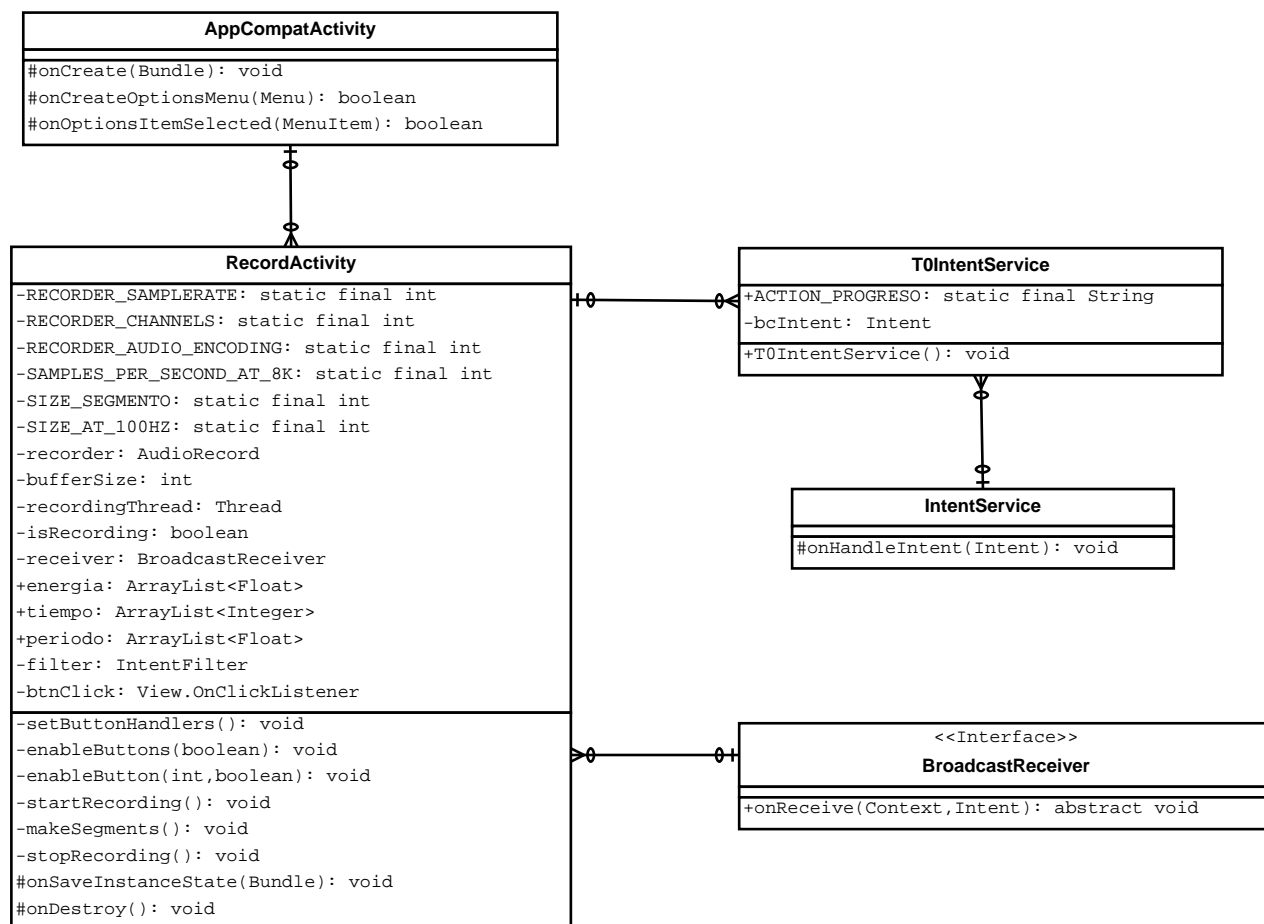 AppCompatActivity
#onCreate(Bundle): void
#onCreateOptionsMenu(Menu): boolean
#onOptionsItemSelected(MenuItem): boolean
RecordActivity
-RECORDER_SAMPLERATE: static final int
-RECORDER_CHANNELS: static final int
-RECORDER_AUDIO_ENCODING: static final int
-SAMPLES_PER_SECOND_AT_8K: static final int
-SIZE_SEGMENTO: static final int
-SIZE_AT_100HZ: static final int
-recorder: AudioRecord
-bufferSize: int
-recordingThread: Thread
-isRecording: boolean
-receiver: BroadcastReceiver
+energia: ArrayList<Float>
+tiempo: ArrayList<Integer>
+periodo: ArrayList<Float>
-filter: IntentFilter
-btnClick: View.OnClickListener
-setButtonHandlers(): void
-enableButtons(boolean): void
-enableButton(int,boolean): void
-startRecording(): void
-makeSegments(): void
-stopRecording(): void
#onSaveInstanceState(Bundle): void
#onDestroy(): void
T0IntentService
+ACTION_PROGRESO: static final String
-bcIntent: Intent
+T0IntentService(): void
IntentService
#onHandleIntent(Intent): void
<<Interface>>
BroadcastReceiver
+onReceive(Context,Intent): abstract void